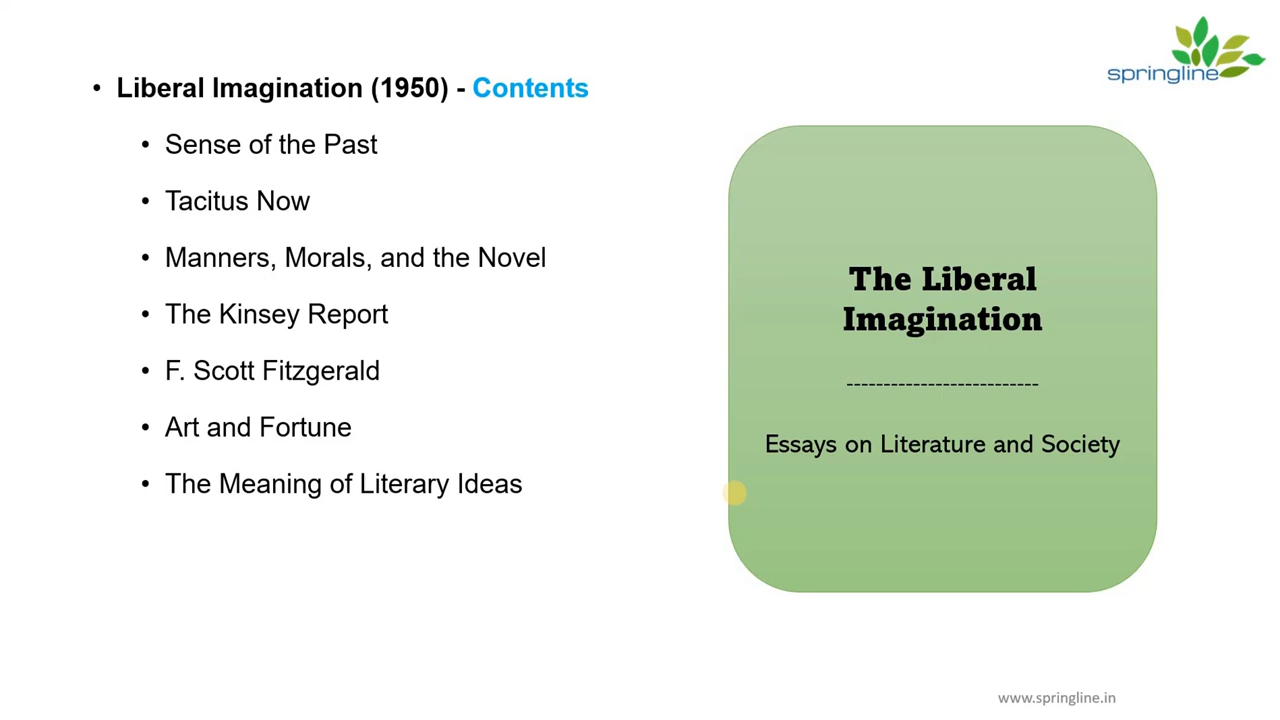 springline
• Liberal Imagination (1950) - Contents
• Sense of the Past
• Tacitus Now
• Manners, Morals, and the Novel
• The Kinsey Report
• F. Scott Fitzgerald
• Art and Fortune
• The Meaning of Literary Ideas
The Liberal
Imagination
--------------------------
Essays on Literature and Society
www.springline.in